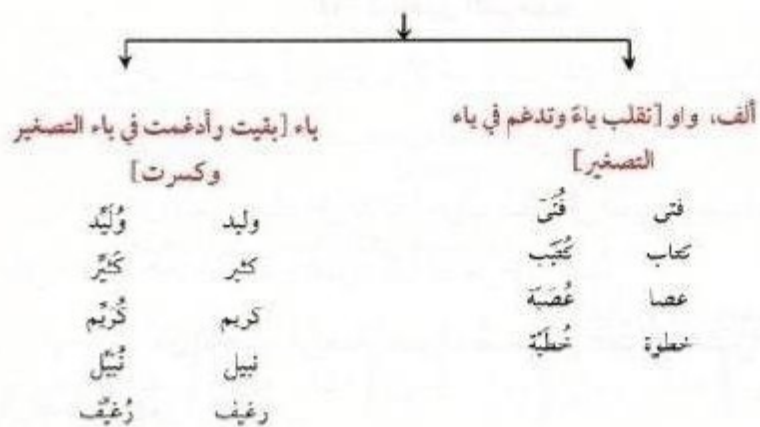 ألف، واو [تقلب ياءً وتدغم في ياء
التصغير]
فتى فُتَىّ
كتاب كُتَيِّب
عصا عُصَيَّة
خطوة خُطَيَّة
ياء [بقيت وأدغمت في ياء التصغير
وكسرت]
وليد وُلَيِّد
كثير كُثَيِّر
كريم كُرَيِّم
نبيل نُبَيِّل
رغيف رُغَيِّف